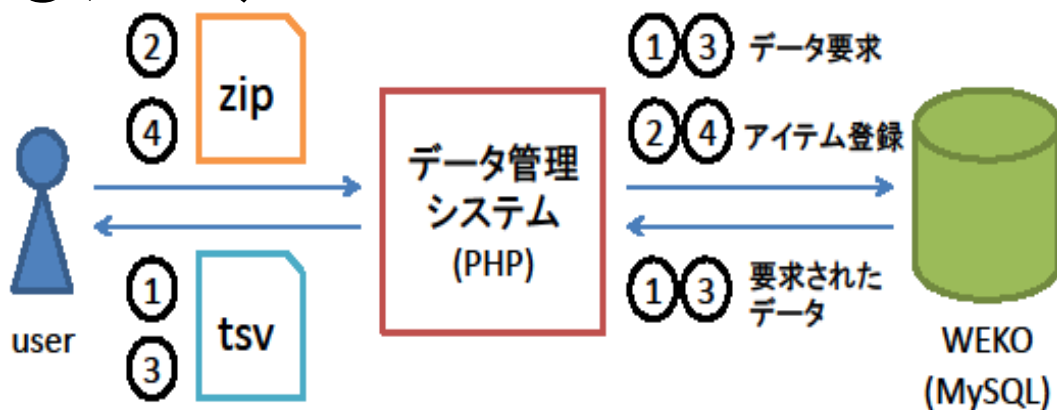 ② zip
④
① tsv
③
user
データ管理
システム
(PHP)
①③ データ要求
②④ アイテム登録
①③ 要求された
データ
WEKO
(MySQL)